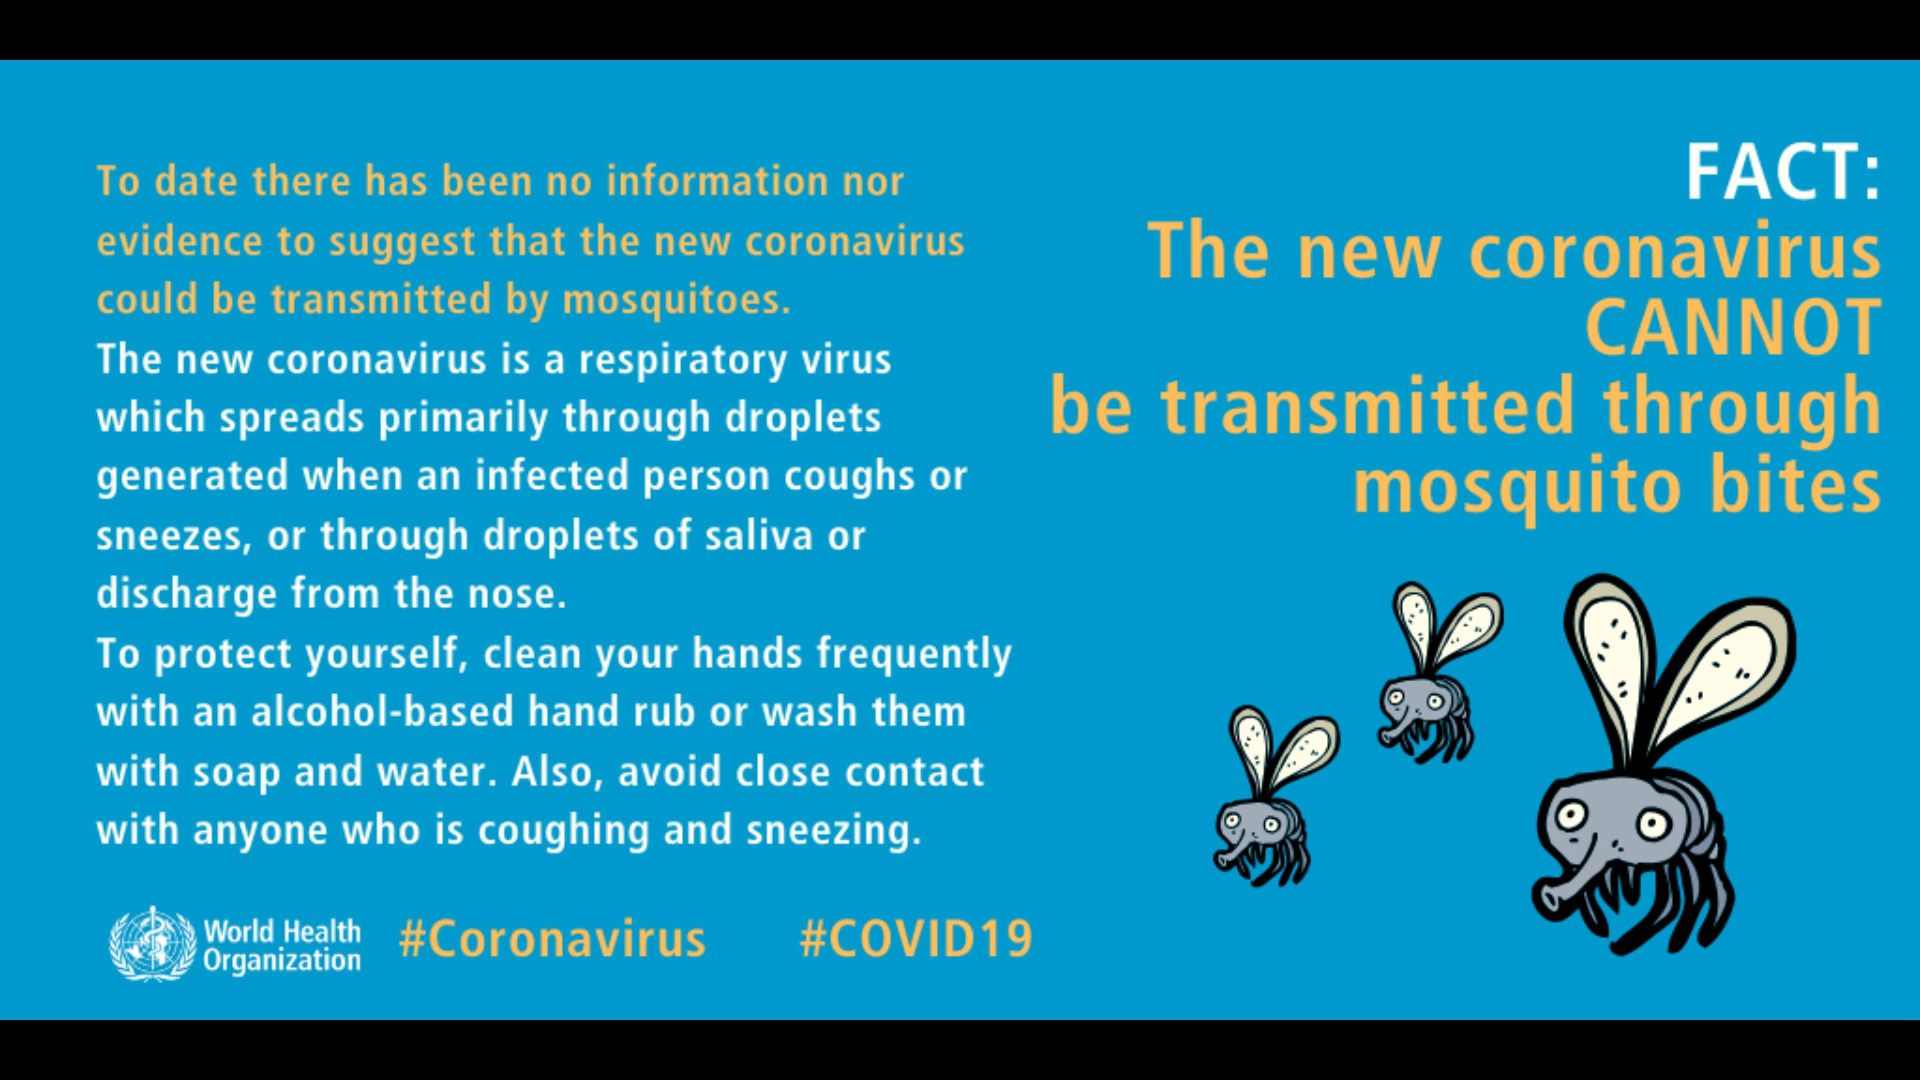 To date there has been no information nor
evidence to suggest that the new coronavirus
could be transmitted by mosquitoes.
The new coronavirus is a respiratory virus
which spreads primarily through droplets
generated when an infected person coughs or
sneezes, or through droplets of saliva or
discharge from the nose.
To protect yourself, clean your hands frequently
with an alcohol-based hand rub or wash them
with soap and water. Also, avoid close contact
with anyone who is coughing and sneezing.
FACT:
The new coronavirus
CANNOT
be transmitted through
mosquito bites
World Health
Organization
#Coronavirus #COVID19